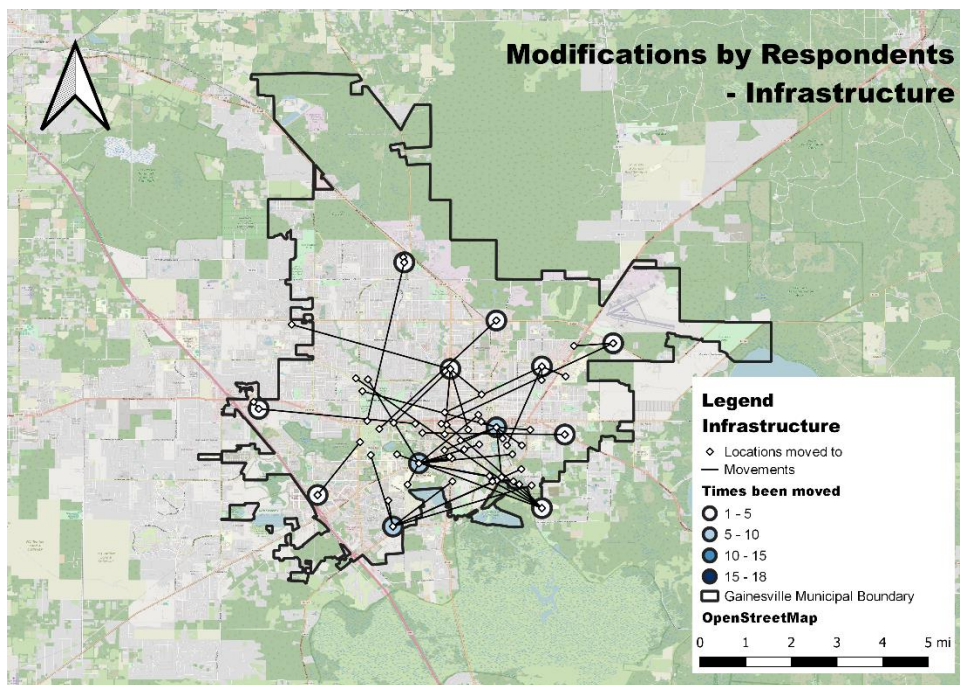 Modifications by Respondents
- Infrastructure
Legend
Infrastructure
Locations moved to
Movements
Times been moved
1 - 5
5 - 10
10 - 15
15 - 18
Gainesville Municipal Boundary
OpenStreetMap
0 1 2 3 4 5 mi